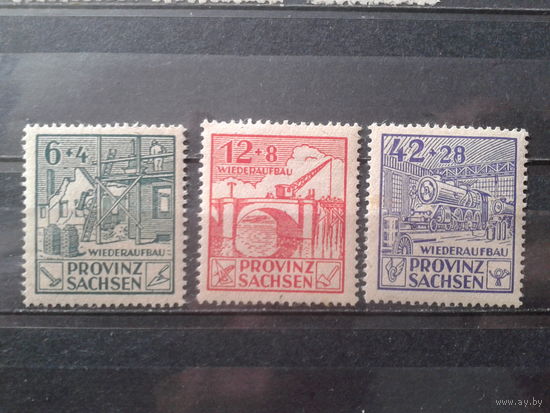 6+4
WIEDERAUFBAU
PROVINZ
SACHSEN
12+8
WIEDERAUFBAU
PROVINZ
SACHSEN
42+28
WIEDERAUFBAU
PROVINZ
SACHSEN
www.ay.by